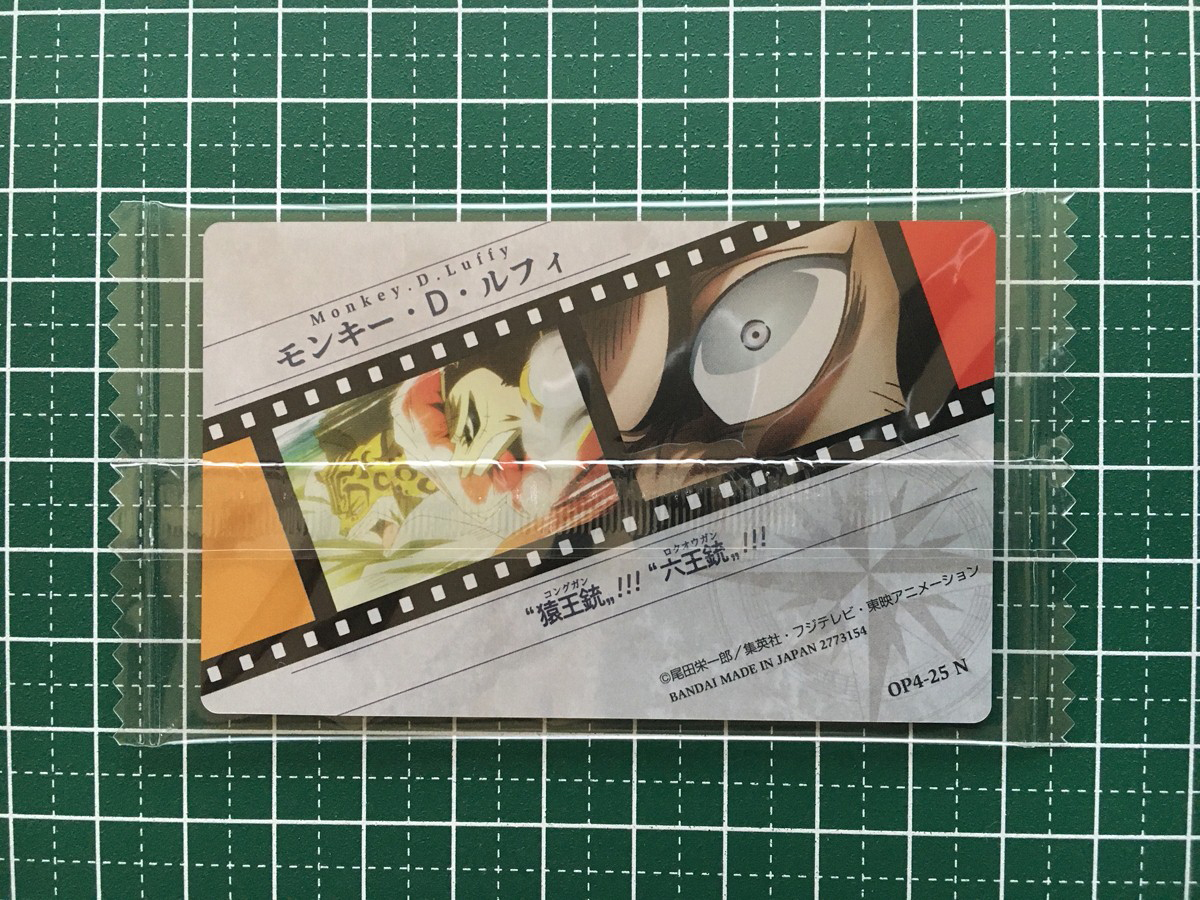 Monkey.D.Luffy
モンキー・D・ルフィ
コングガン ロクオウガン
“猿王銃„!!! “六王銃„!!!
©尾田栄一郎／集英社・フジテレビ・東映アニメーション
BANDAI MADE IN JAPAN 2773154
OP4-25 N